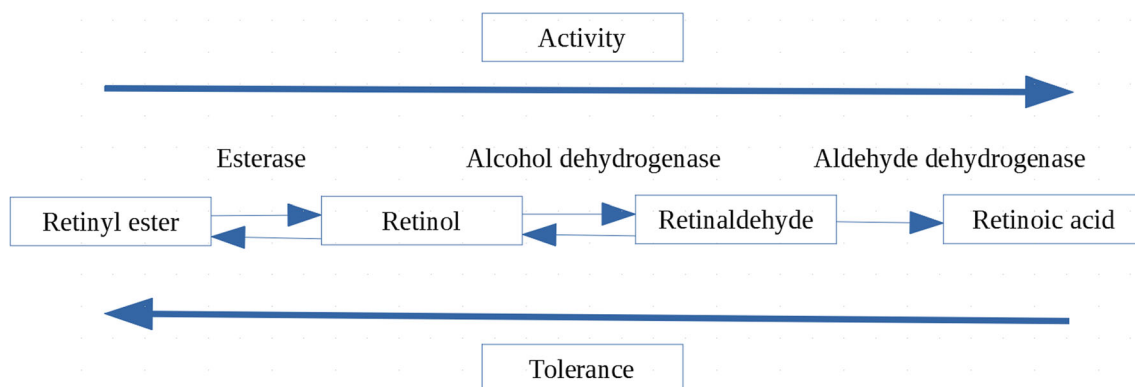 Activity
Esterase
Alcohol dehydrogenase
Aldehyde dehydrogenase
Retinyl ester
Retinol
Retinaldehyde
Retinoic acid
Tolerance